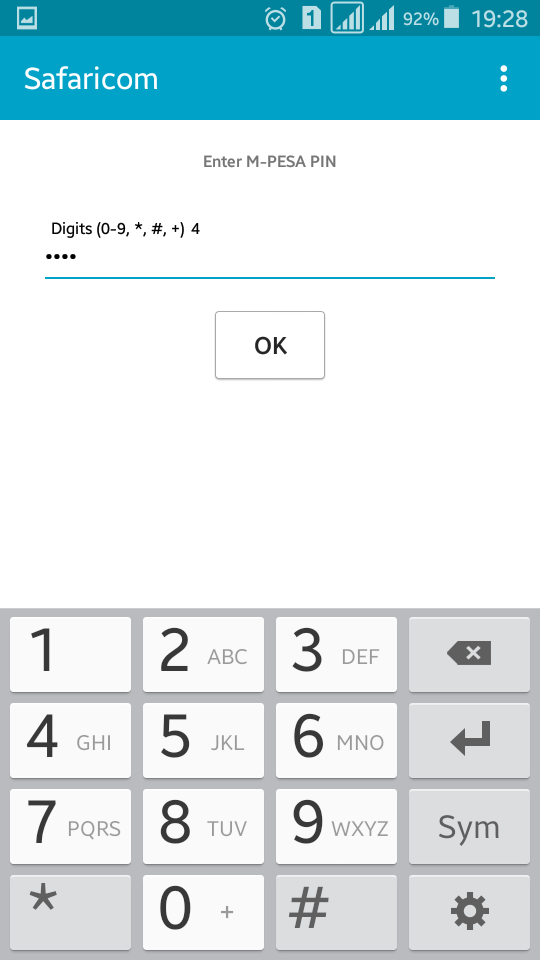 1 92% 19:28
Safaricom
Enter M-PESA PIN
Digits (0-9, *, #, +) 4
••••
OK
1 2 ABC 3 DEF
4 GHI 5 JKL 6 MNO
7 PQRS 8 TUV 9 WXYZ Sym
* 0 + #